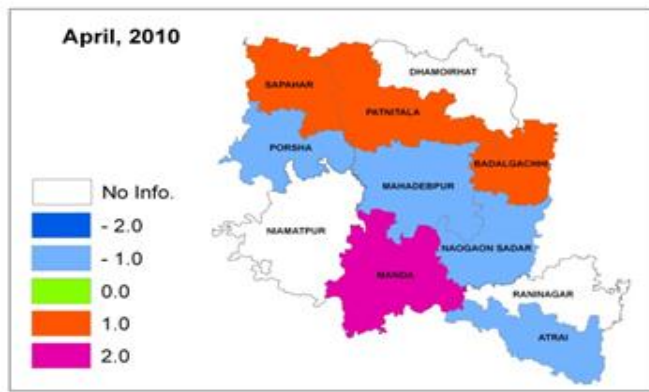 April, 2010
DHAMOIRHAT
SAPAHAR
PATNITALA
BADALGACHHI
PORSHA
MAHADEBPUR
NIAMATPUR
NAOGAON SADAR
MANDA
RANINAGAR
ATRAI
No Info.
- 2.0
- 1.0
0.0
1.0
2.0